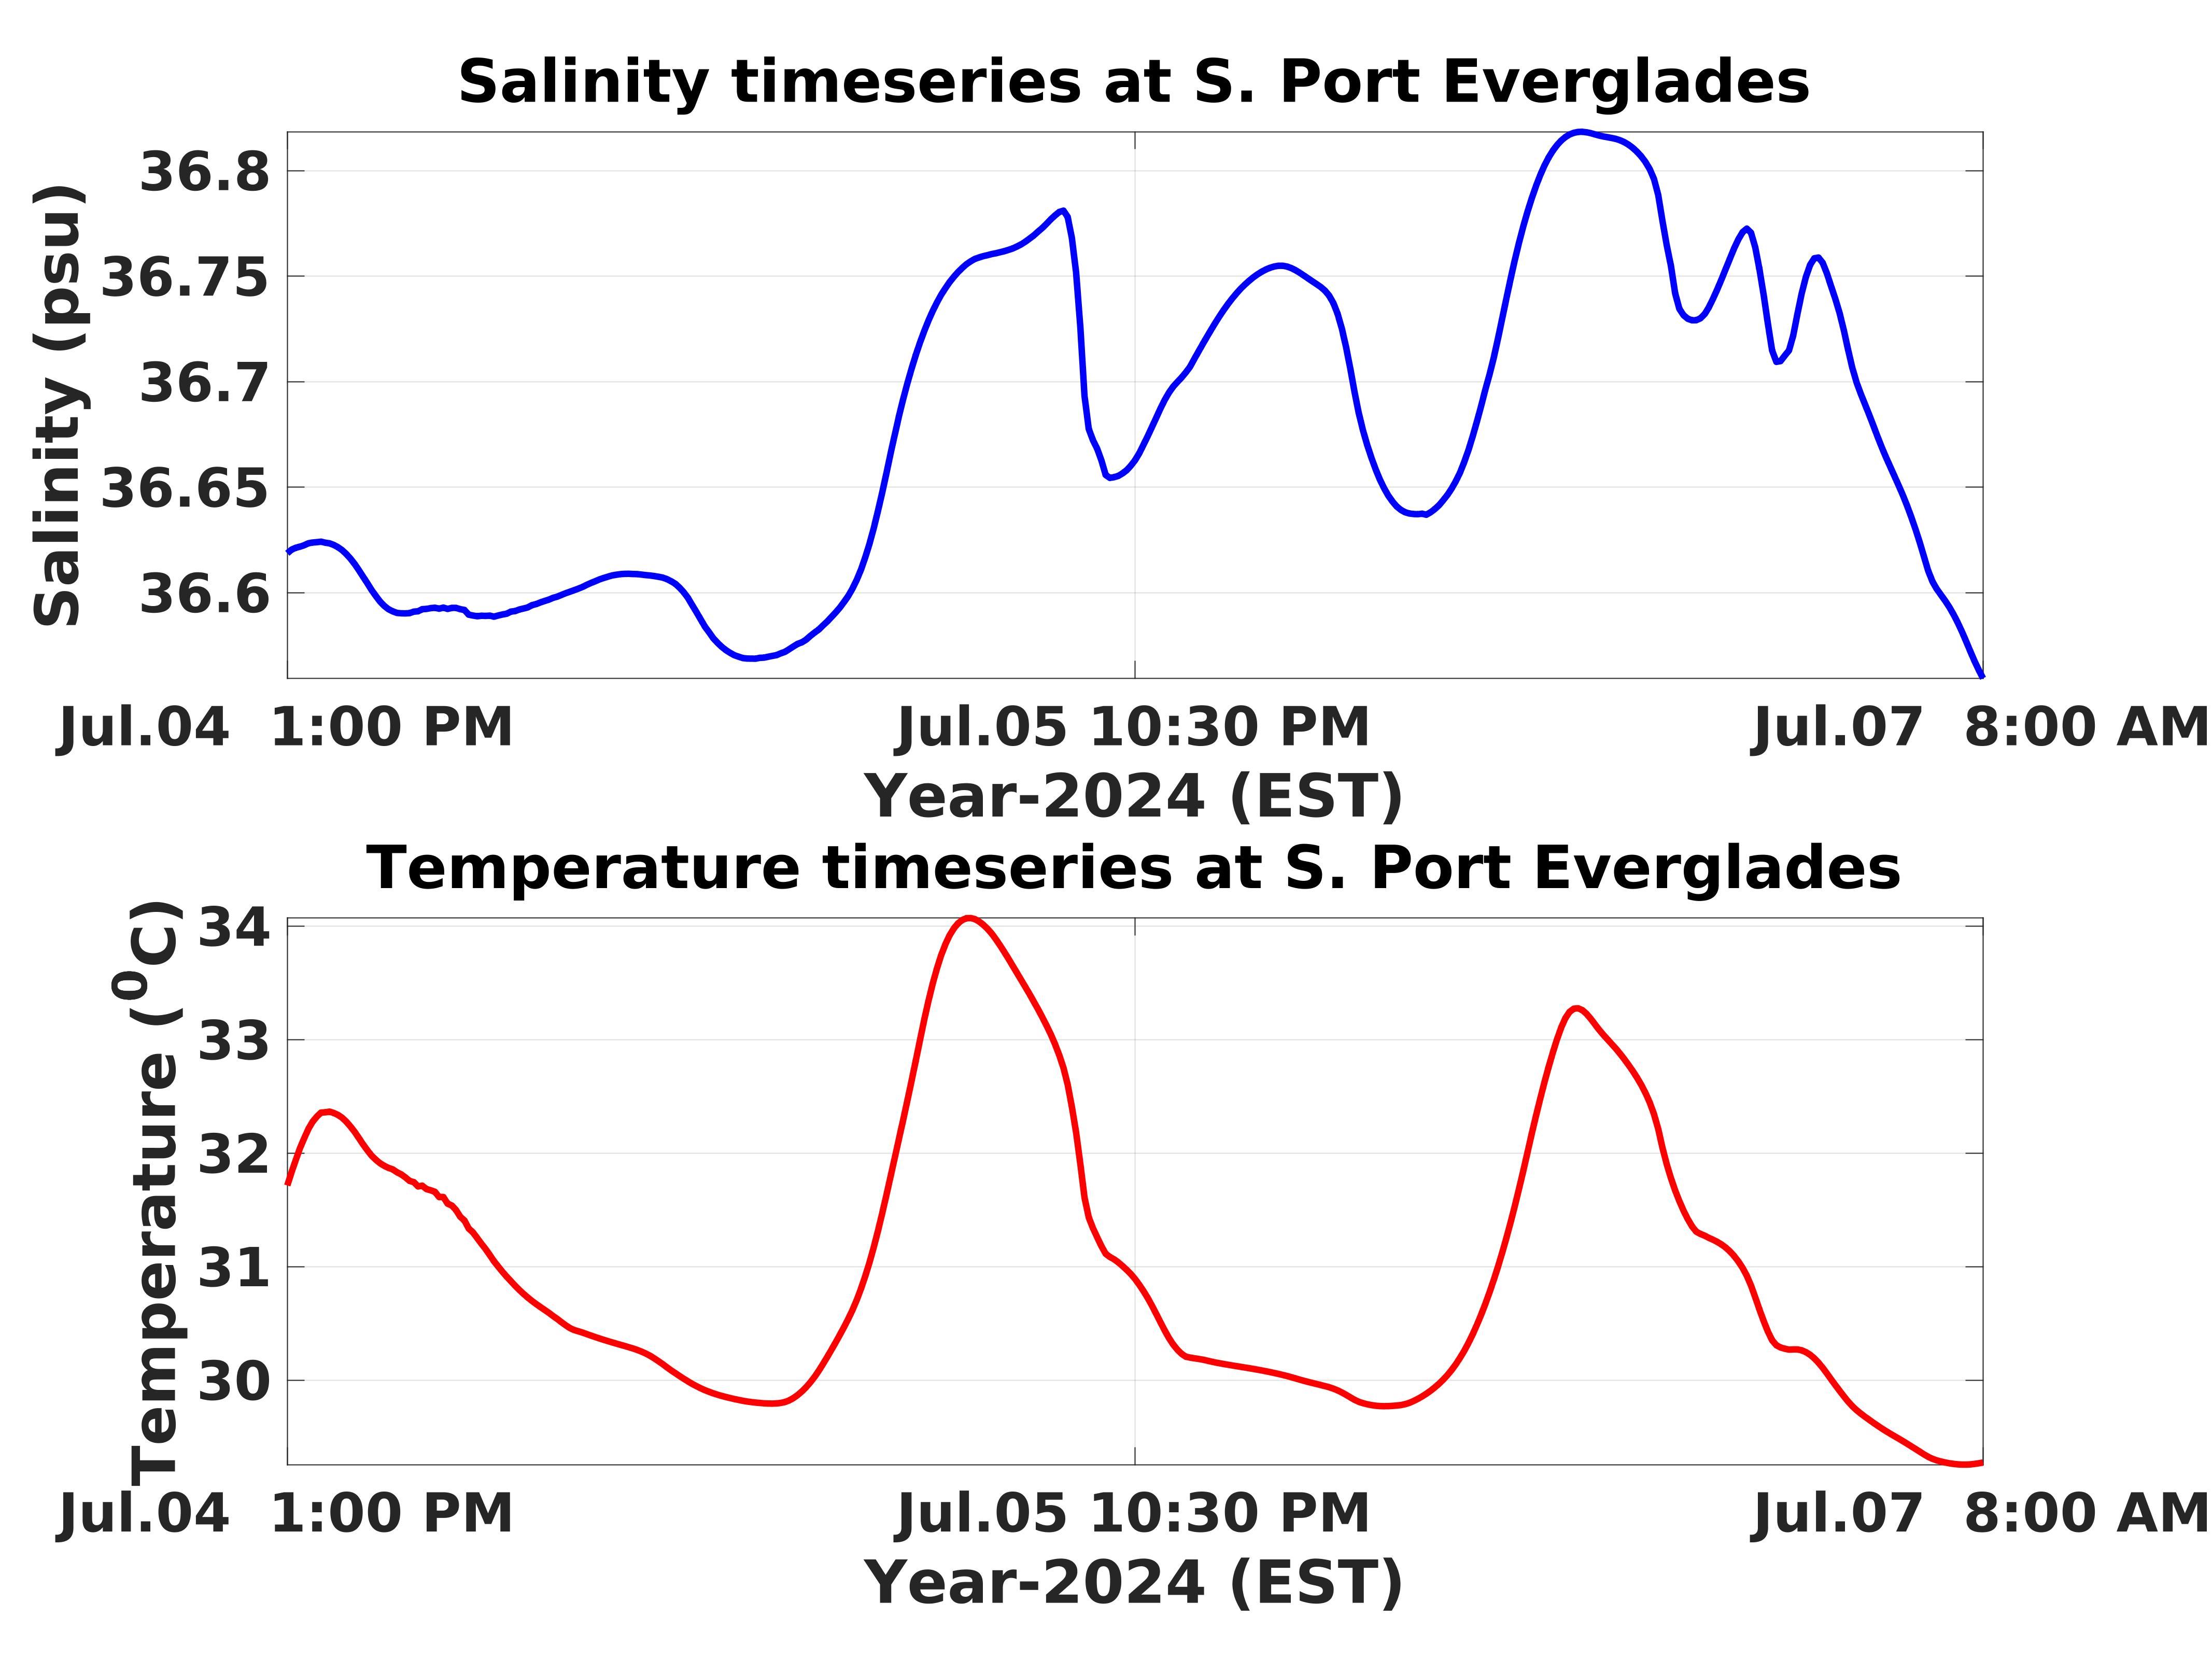 Salinity timeseries at S. Port Everglades
Salinity (psu)
36.8
36.75
36.7
36.65
36.6
Jul.04  1:00 PM Jul.05 10:30 PM Jul.07  8:00 AM
Year-2024 (EST)
Temperature timeseries at S. Port Everglades
Temperature (⁰C)
34
33
32
31
30
Jul.04  1:00 PM Jul.05 10:30 PM Jul.07  8:00 AM
Year-2024 (EST)